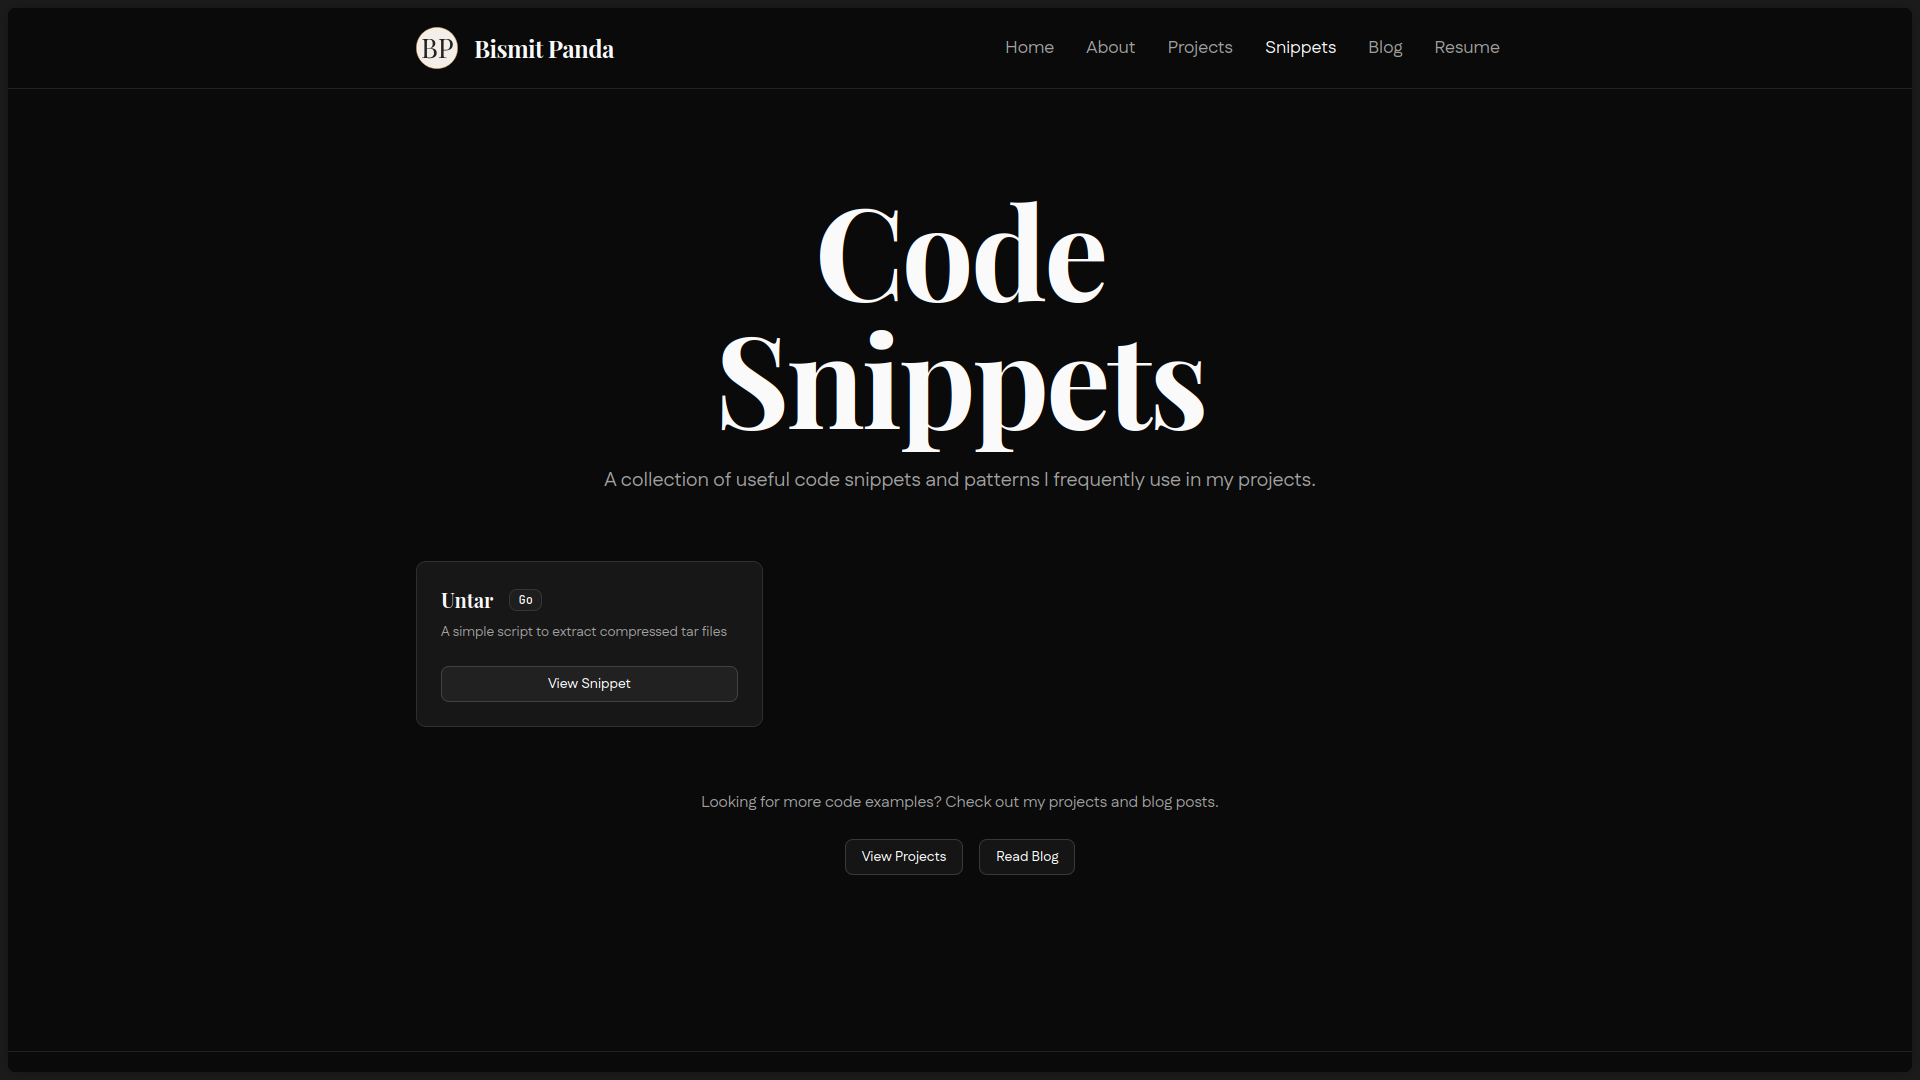 BP Bismit Panda Home About Projects Snippets Blog Resume
Code
Snippets
A collection of useful code snippets and patterns I frequently use in my projects.
Untar Go
A simple script to extract compressed tar files
View Snippet
Looking for more code examples? Check out my projects and blog posts.
View Projects Read Blog